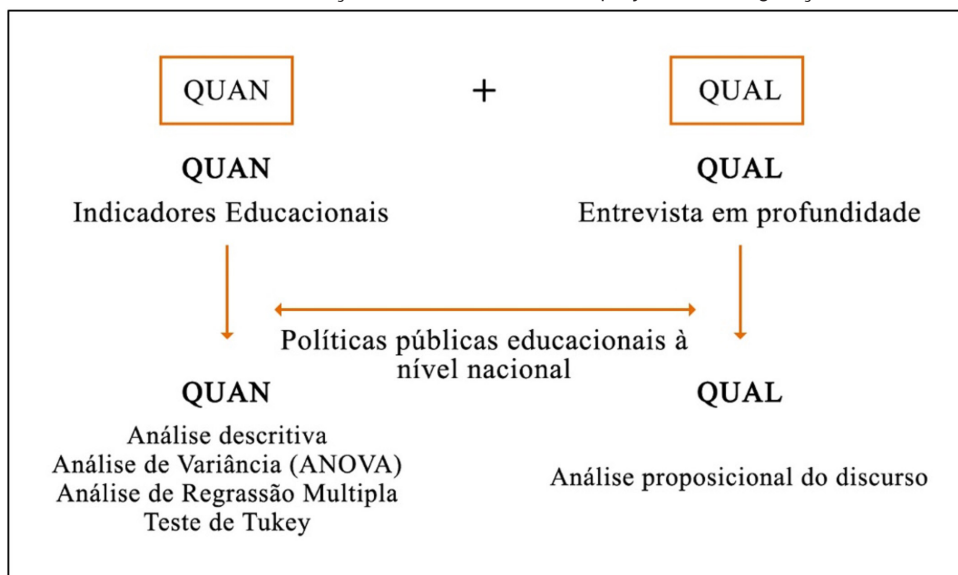 QUAN + QUAL
QUAN
Indicadores Educacionais
QUAL
Entrevista em profundidade
Políticas públicas educacionais à
nível nacional
QUAN
Análise descritiva
Análise de Variância (ANOVA)
Análise de Regrassão Multipla
Teste de Tukey
QUAL
Análise proposicional do discurso